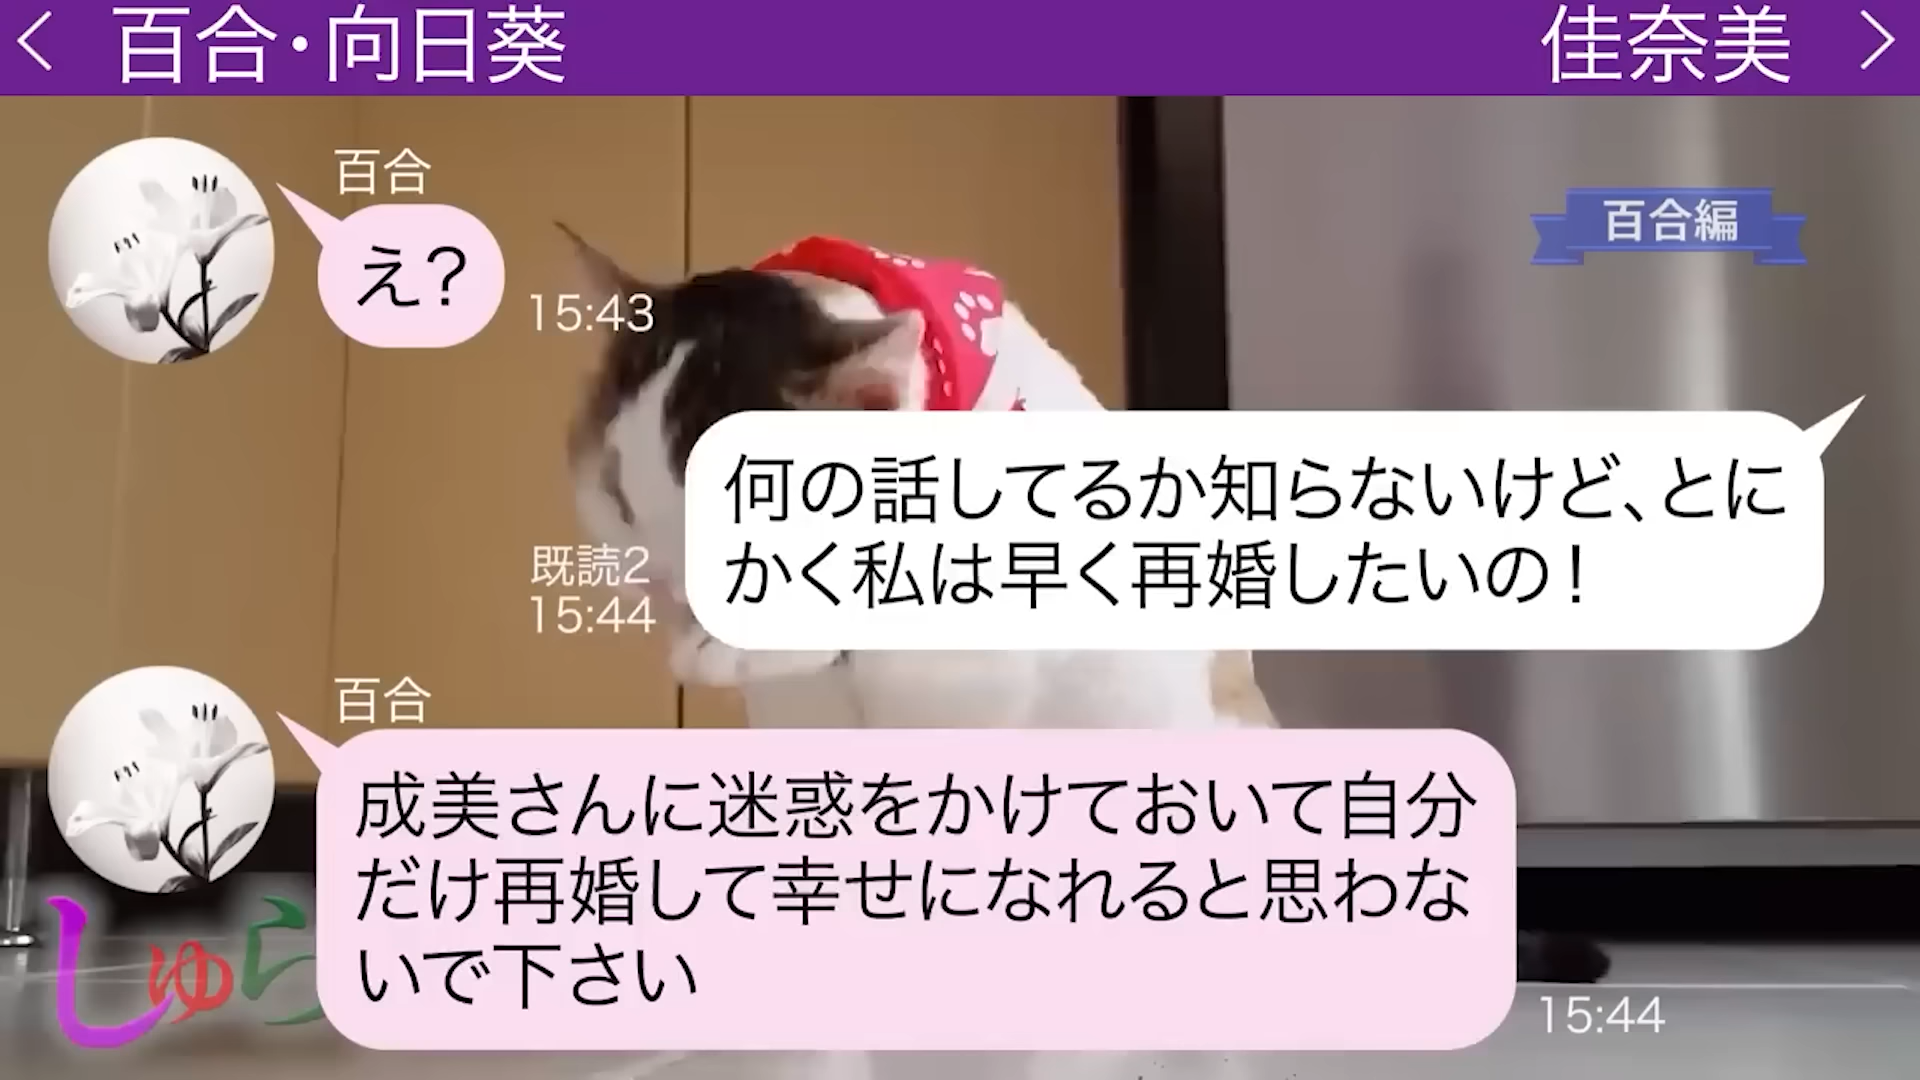 百合・向日葵
佳奈美
百合編
百合
え?
15:43
何の話してるか知らないけど、とに
かく私は早く再婚したいの!
既読2
15:44
百合
成美さんに迷惑をかけておいて自分
だけ再婚して幸せになれると思わな
いで下さい
15:44
しゅら